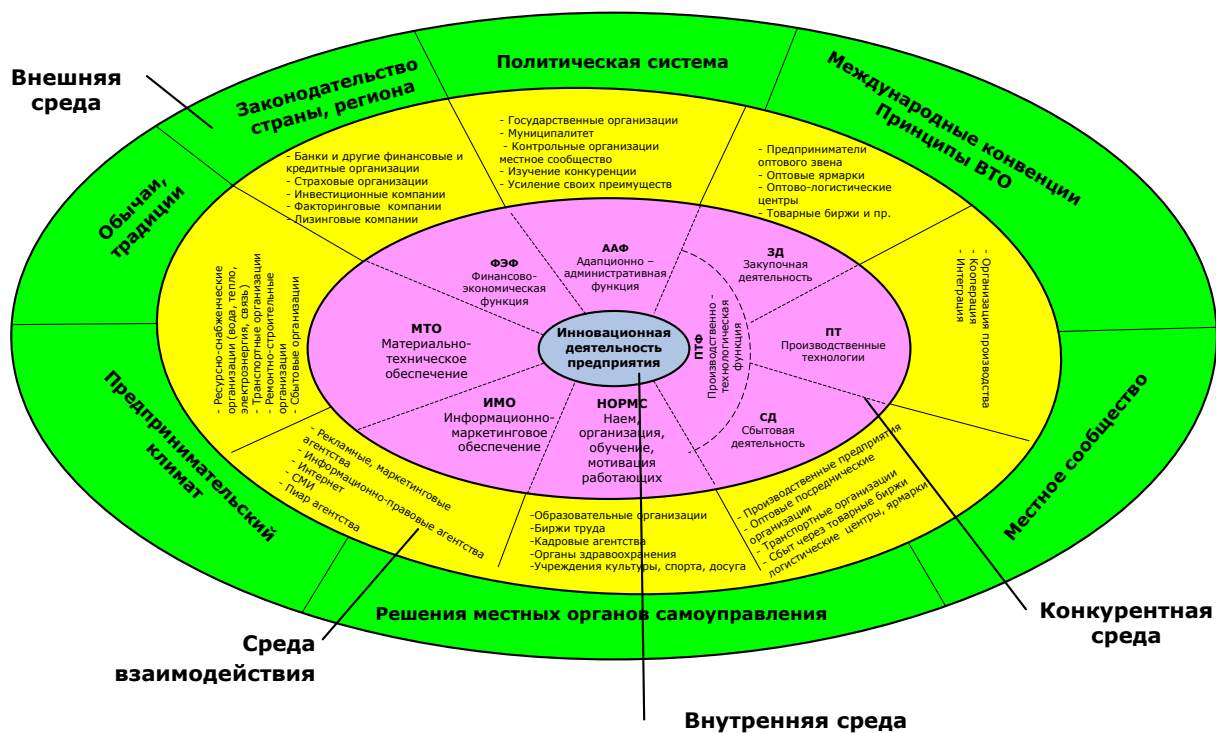 Внешняя
среда
Законодательство
страны, региона
Политическая система
Международные конвенции
Принципы ВТО
Обычаи,
традиции
Предпринимательский
климат
Решения местных органов самоуправления
Местное сообщество
- Банки и другие финансовые и
кредитные организации
- Страховые организации
- Инвестиционные компании
- Факторинговые компании
- Лизинговые компании
- Государственные организации
- Муниципалитет
- Контрольные организации
местное сообщество
- Изучение конкуренции
- Усиление своих преимуществ
- Предприниматели
оптового звена
- Оптовые ярмарки
- Оптово-логистические
центры
- Товарные биржи и пр.
- Организация производства
- Кооперация
- Интеграция
- Ресурсно-снабженческие
организации (вода, тепло,
электроэнергия, связь)
- Транспортные организации
- Ремонтно-строительные
организации
- Сбытовые организации
- Рекламные, маркетинговые
агентства
- Информационно-правовые агентства
- Интернет
- СМИ
- Пиар агентства
-Образовательные организации
-Биржи труда
-Кадровые агентства
-Органы здравоохранения
-Учреждения культуры, спорта, досуга
- Производственные предприятия
- Оптовые посреднические
организации
- Транспортные организации
- Сбыт через товарные биржи
логистические центры, ярмарки
ФЭФ
Финансово-
экономическая
функция
ААФ
Адапционно –
административная
функция
ЗД
Закупочная
деятельность
МТО
Материально-
техническое
обеспечение
Инновационная
деятельность
предприятия
ПТФ
Производственно -
технологическая
функция
ПТ
Производственные
технологии
ИМО
Информационно-
маркетинговое
обеспечение
НОРМС
Наем,
организация,
обучение,
мотивация
работающих
СД
Сбытовая
деятельность
Среда
взаимодействия
Конкурентная
среда
Внутренняя среда